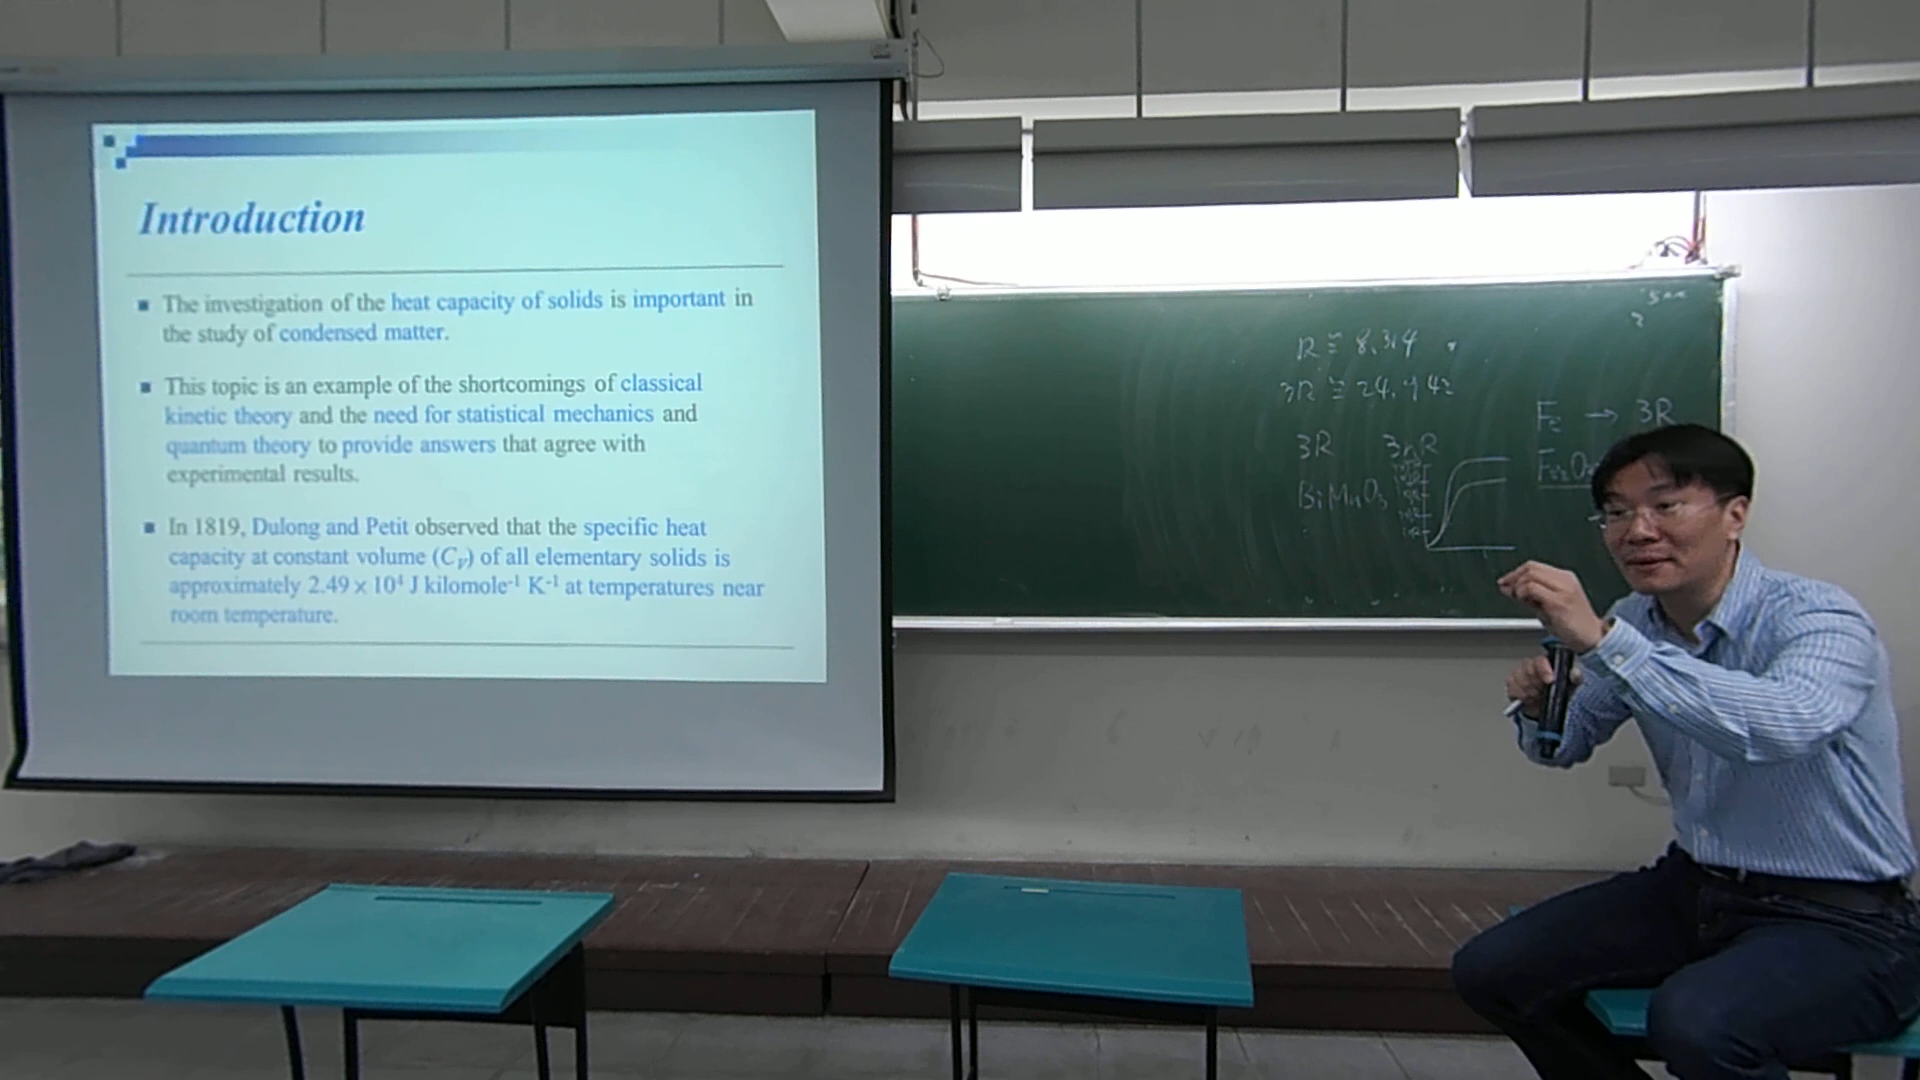 Introduction
The investigation of the heat capacity of solids is important in
the study of condensed matter.
This topic is an example of the shortcomings of classical
kinetic theory and the need for statistical mechanics and
quantum theory to provide answers that agree with
experimental results.
In 1819, Dulong and Petit observed that the specific heat
capacity at constant volume (Cᵥ) of all elementary solids is
approximately 2.49 x 10⁴ J kilomole⁻¹ K⁻¹ at temperatures near
room temperature.
R ≅ 8.314
3R ≅ 24.942
3R 3nR
BiMnO₃
Fe → 3R